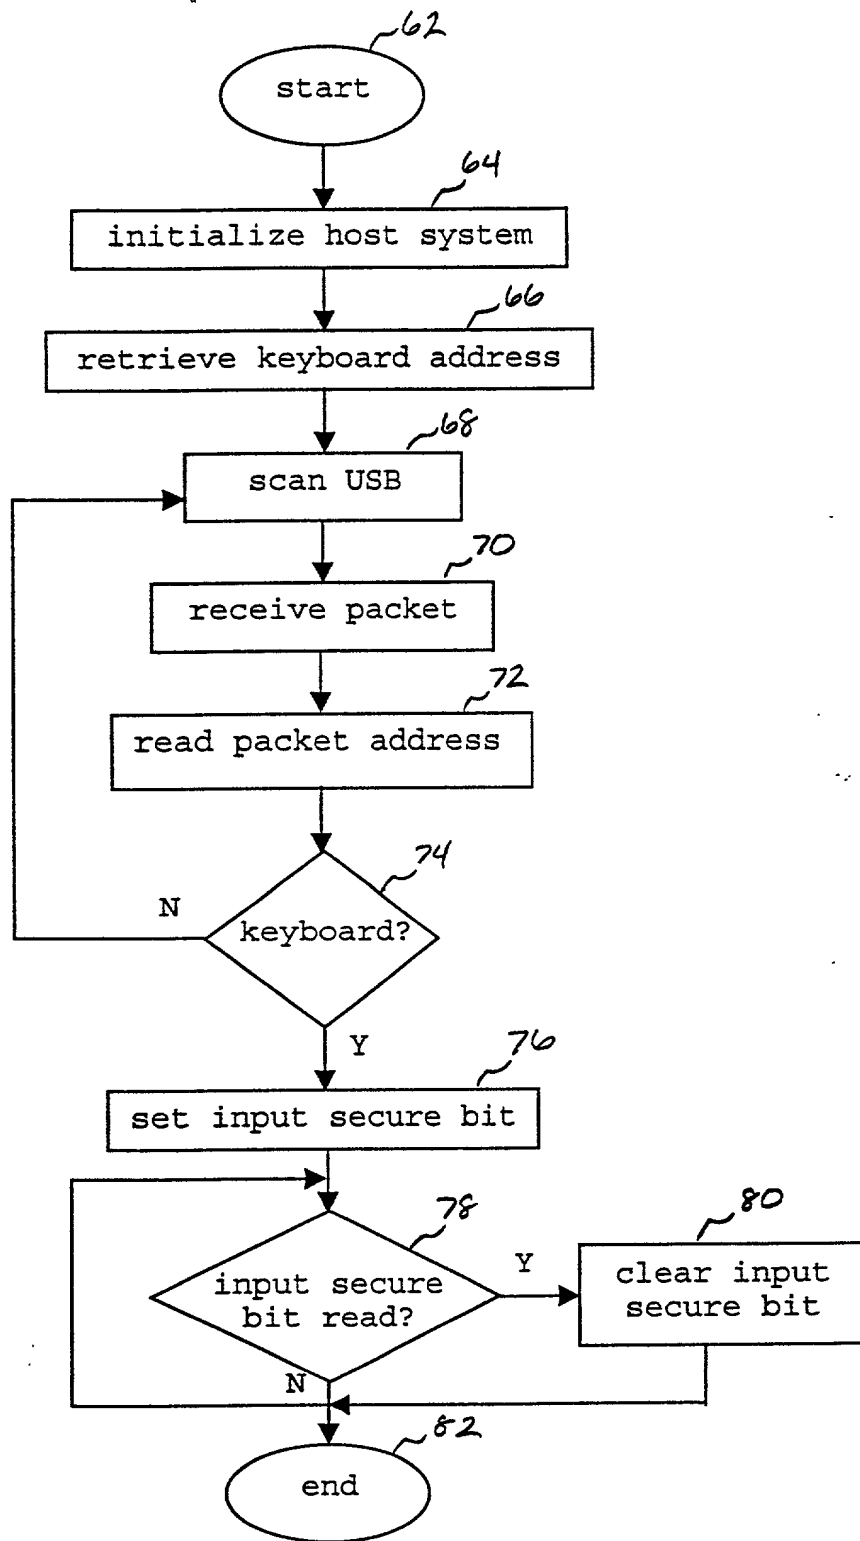 62
start
64
initialize host system
66
retrieve keyboard address
68
scan USB
70
receive packet
72
read packet address
74
N
keyboard?
Y
76
set input secure bit
78
80
input secure
bit read?
Y
clear input
secure bit
N
82
end